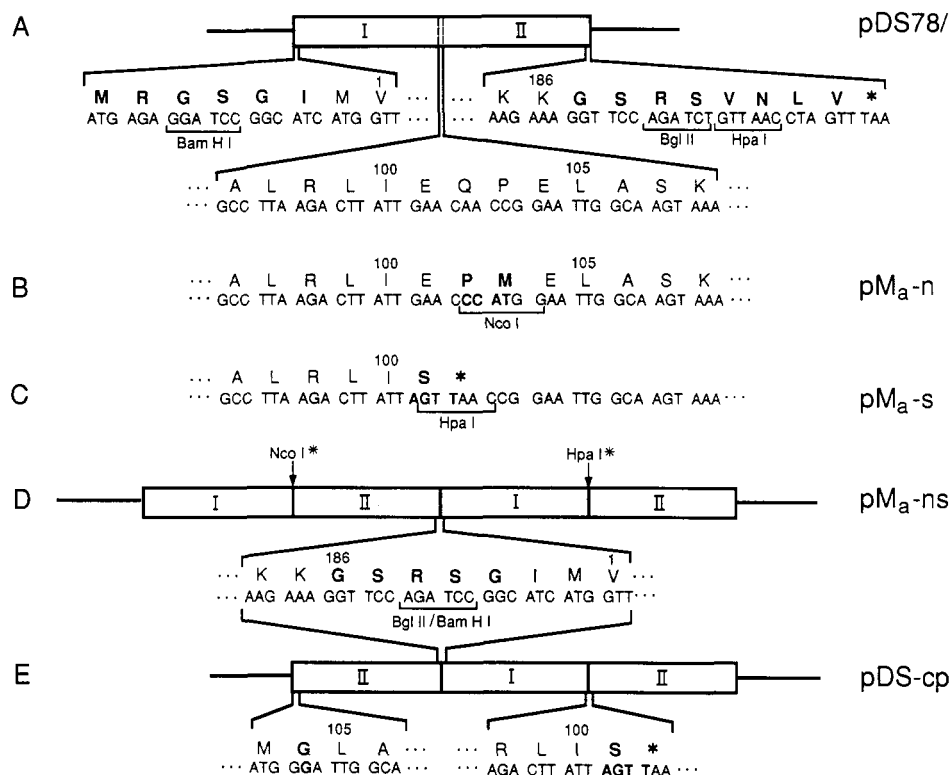 A I II pDS78/
1 186
M R G S G I M V ··· ··· K K G S R S V N L V *
ATG AGA GGA TCC GGC ATC ATG GTT ··· ··· AAG AAA GGT TCC AGA TCT GTT AAC CTA GTT TAA
Bam H I Bgl II Hpa I
100 105
··· A L R L I E Q P E L A S K ···
··· GCC TTA AGA CTT ATT GAA CAA CCG GAA TTG GCA AGT AAA ···
100 105
B ··· A L R L I E P M E L A S K ··· pMa-n
··· GCC TTA AGA CTT ATT GAA CCC ATG GAA TTG GCA AGT AAA ···
Nco I
100
C ··· A L R L I S * pMa-s
··· GCC TTA AGA CTT ATT AGT TAA CCG GAA TTG GCA AGT AAA ···
Hpa I
Nco I * Hpa I *
D I II I II pMa-ns
186 1
··· K K G S R S G I M V ···
··· AAG AAA GGT TCC AGA TCC GGC ATC ATG GTT ···
Bgl II / Bam H I
E II I II pDS-cp
105 100
M G L A ··· ··· R L I S *
ATG GGA TTG GCA ··· ··· AGA CTT ATT AGT TAA ···